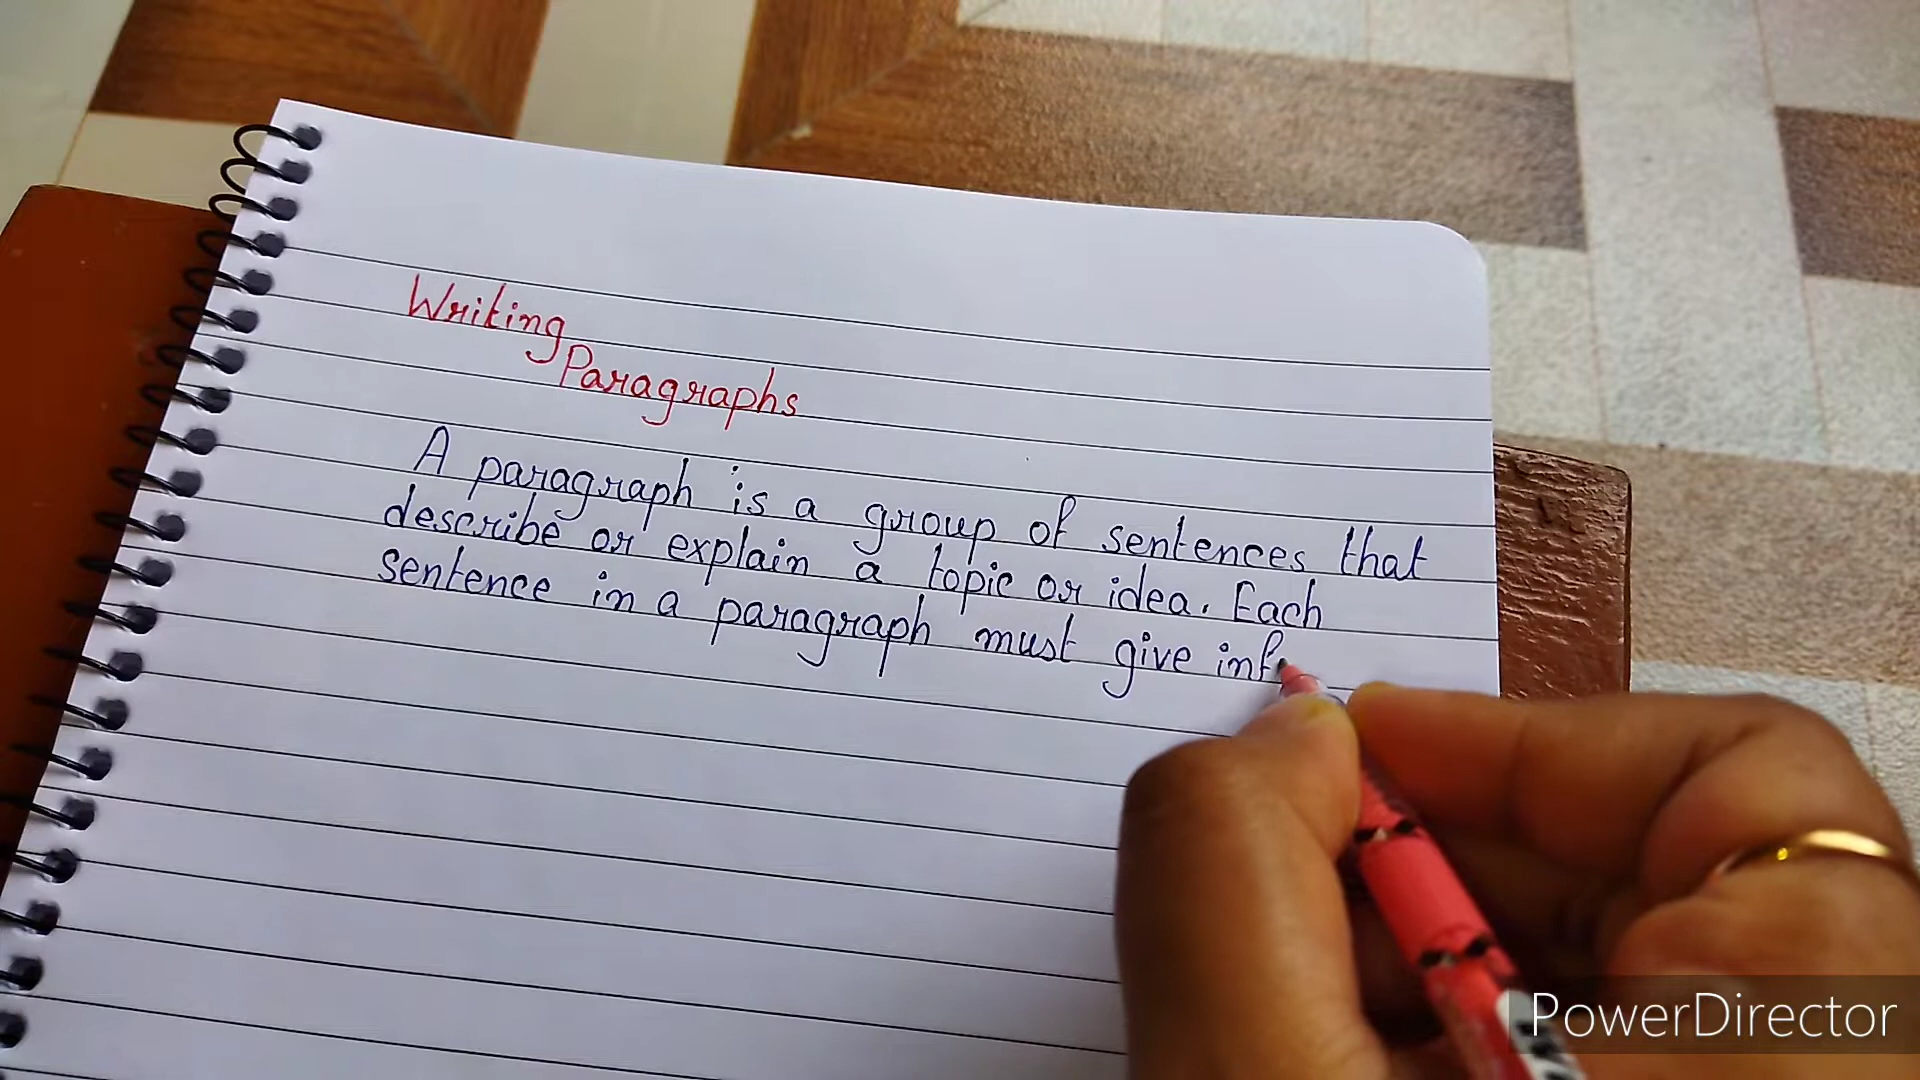 Writing
Paragraphs
A paragraph is a group of sentences that
describe or explain a topic or idea. Each
sentence in a paragraph must give inf
PowerDirector